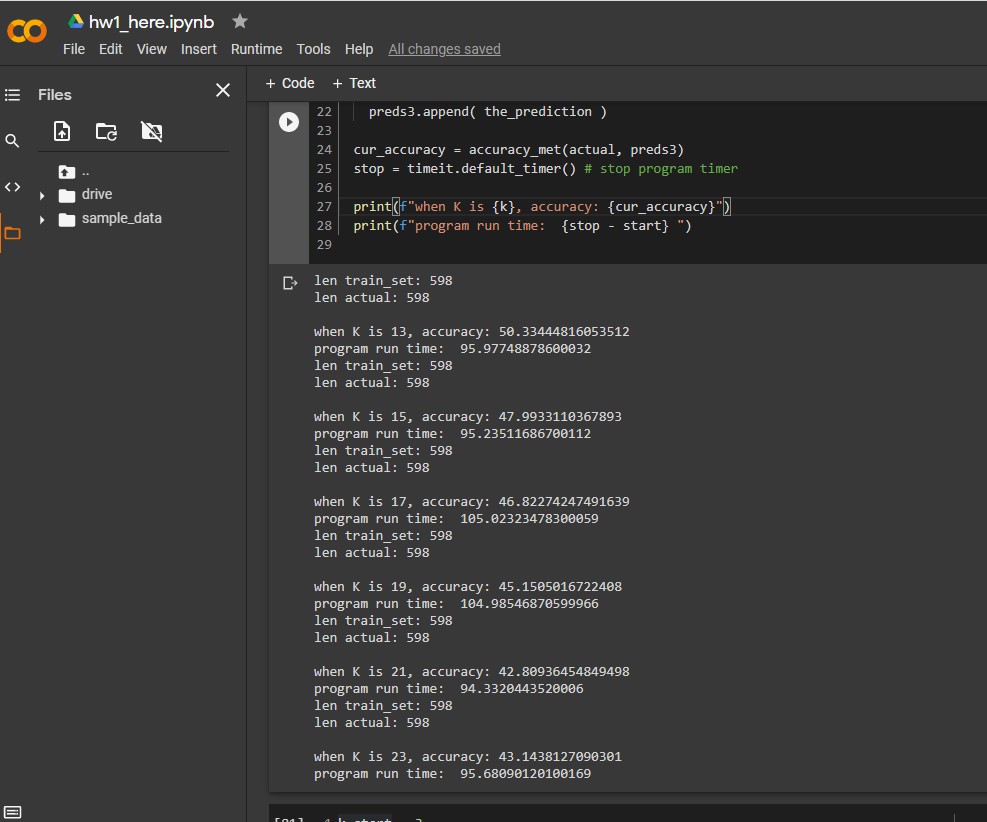 hw1_here.ipynb
File Edit View Insert Runtime Tools Help All changes saved
Files
+ Code + Text
..
drive
sample_data
22 preds3.append( the_prediction )
23
24 cur_accuracy = accuracy_met(actual, preds3)
25 stop = timeit.default_timer() # stop program timer
26
27 print(f"when K is {k}, accuracy: {cur_accuracy}")
28 print(f"program run time:  {stop - start} ")
29
len train_set: 598
len actual: 598
when K is 13, accuracy: 50.33444816053512
program run time:  95.97748878600032
len train_set: 598
len actual: 598
when K is 15, accuracy: 47.9933110367893
program run time:  95.23511686700112
len train_set: 598
len actual: 598
when K is 17, accuracy: 46.82274247491639
program run time:  105.02323478300059
len train_set: 598
len actual: 598
when K is 19, accuracy: 45.1505016722408
program run time:  104.98546870599966
len train_set: 598
len actual: 598
when K is 21, accuracy: 42.80936454849498
program run time:  94.3320443520006
len train_set: 598
len actual: 598
when K is 23, accuracy: 43.1438127090301
program run time:  95.68090120100169